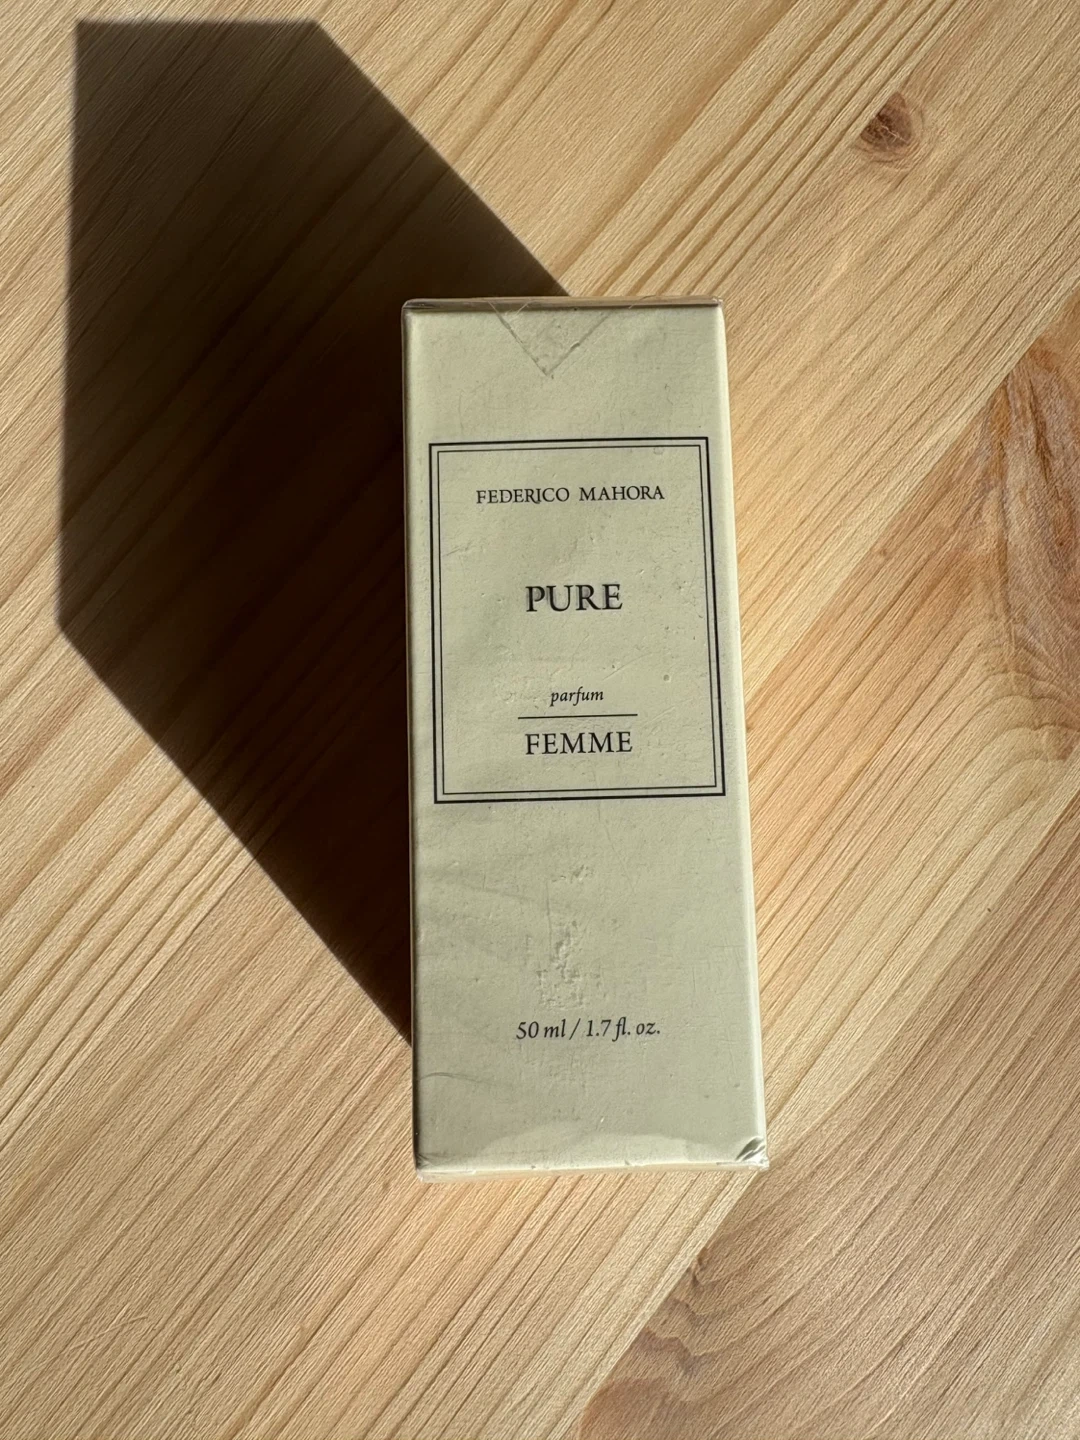 FEDERICO MAHORA
PURE
parfum
FEMME
50 ml / 1.7 fl. oz.